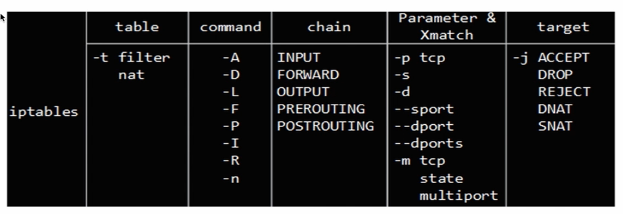 table command chain Parameter & Xmatch target
iptables
-t filter
nat
-A
-D
-L
-F
-P
-I
-R
-n
INPUT
FORWARD
OUTPUT
PREROUTING
POSTROUTING
-p tcp
-s
-d
--sport
--dport
--dports
-m tcp
state
multiport
-j ACCEPT
DROP
REJECT
DNAT
SNAT